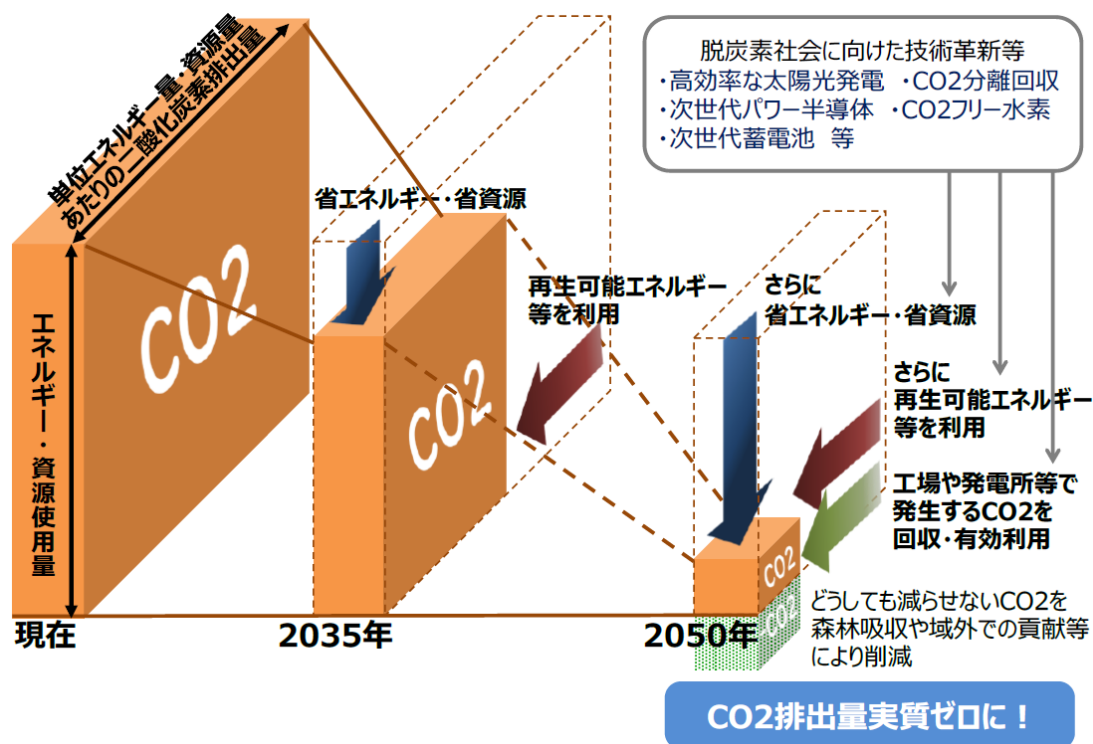 脱炭素社会に向けた技術革新等
・高効率な太陽光発電 ・CO2分離回収
・次世代パワー半導体 ・CO2フリー水素
・次世代蓄電池 等
単位エネルギー量・資源量
あたりの二酸化炭素排出量
エネルギー・資源使用量
CO2
省エネルギー・省資源
CO2
再生可能エネルギー
等を利用
さらに
省エネルギー・省資源
さらに
再生可能エネルギー
等を利用
工場や発電所等で
発生するCO2を
回収・有効利用
CO2
-CO2
どうしても減らせないCO2を
森林吸収や域外での貢献等
により削減
現在
2035年
2050年
CO2排出量実質ゼロに！